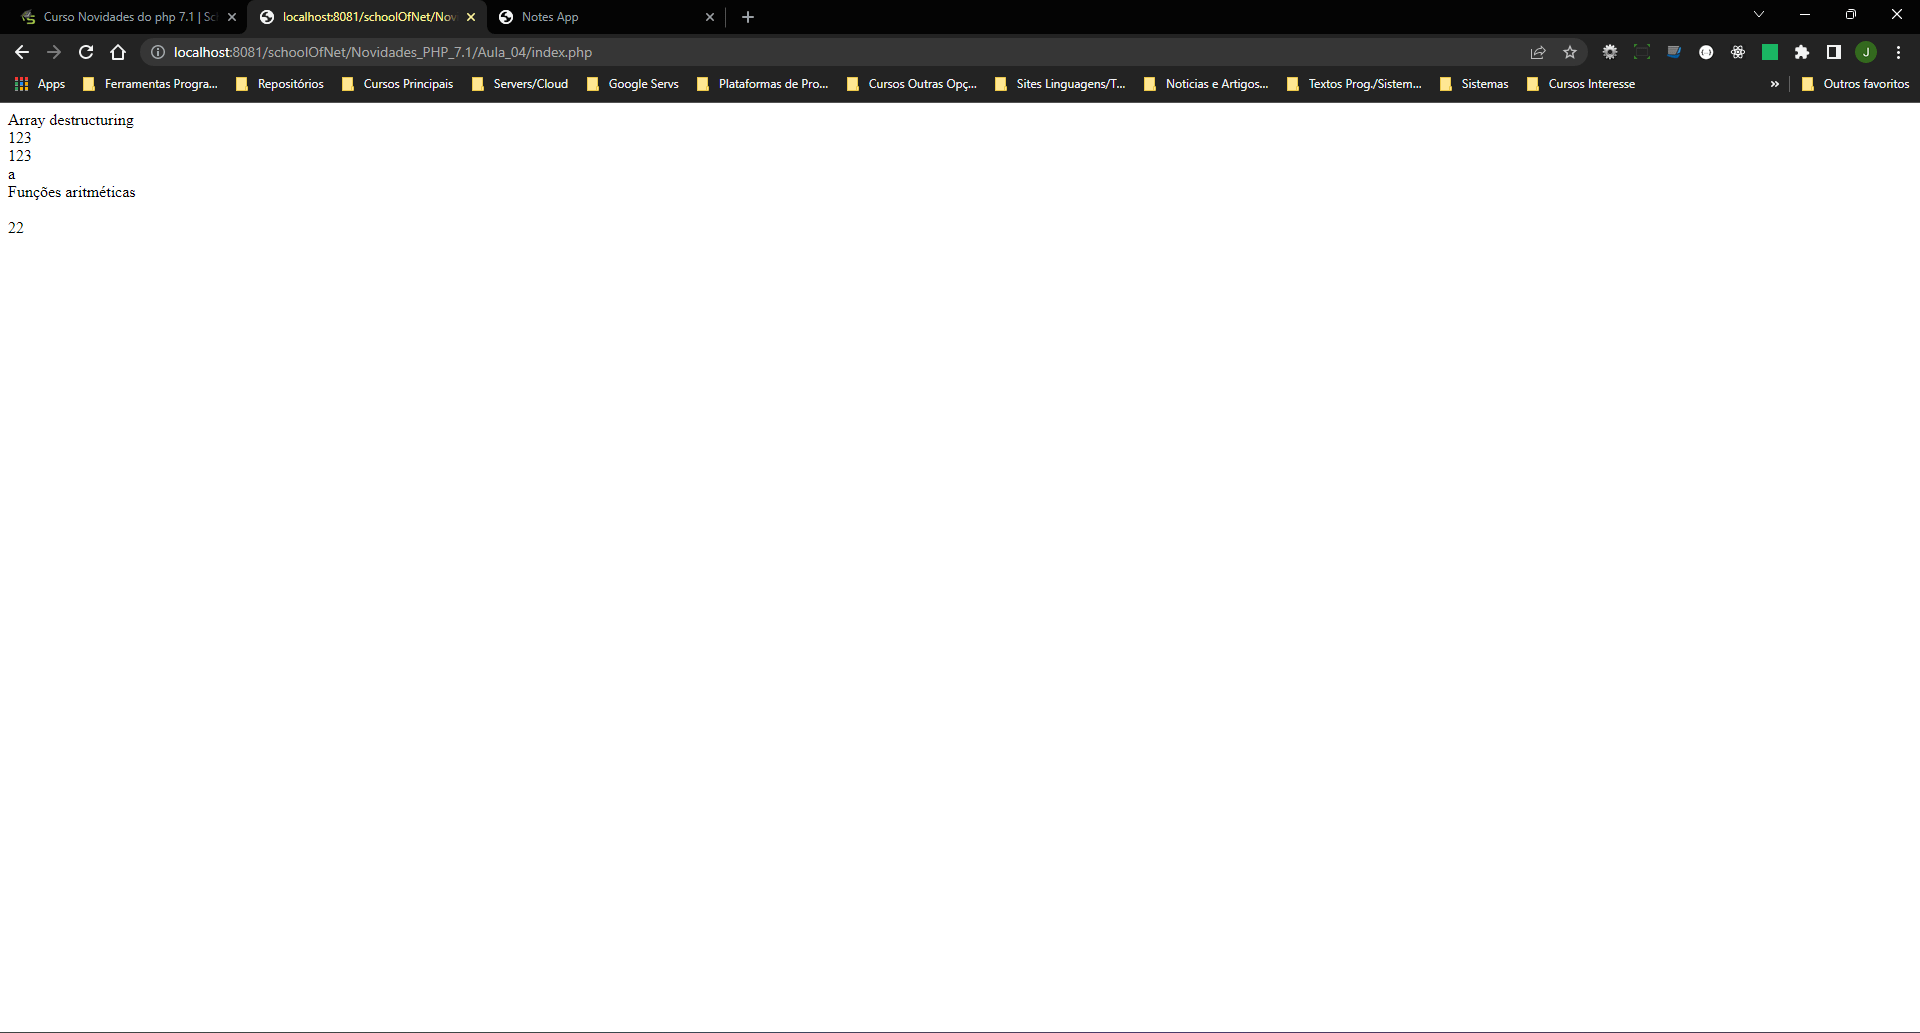 Curso Novidades do php 7.1 | Sc
localhost:8081/schoolOfNet/Nov
Notes App
localhost:8081/schoolOfNet/Novidades_PHP_7.1/Aula_04/index.php
J
Apps
Ferramentas Progra...
Repositórios
Cursos Principais
Servers/Cloud
Google Servs
Plataformas de Pro...
Cursos Outras Opç...
Sites Linguagens/T...
Noticias e Artigos...
Textos Prog./Sistem...
Sistemas
Cursos Interesse
»
Outros favoritos
Array destructuring
123
123
a
Funções aritméticas
22